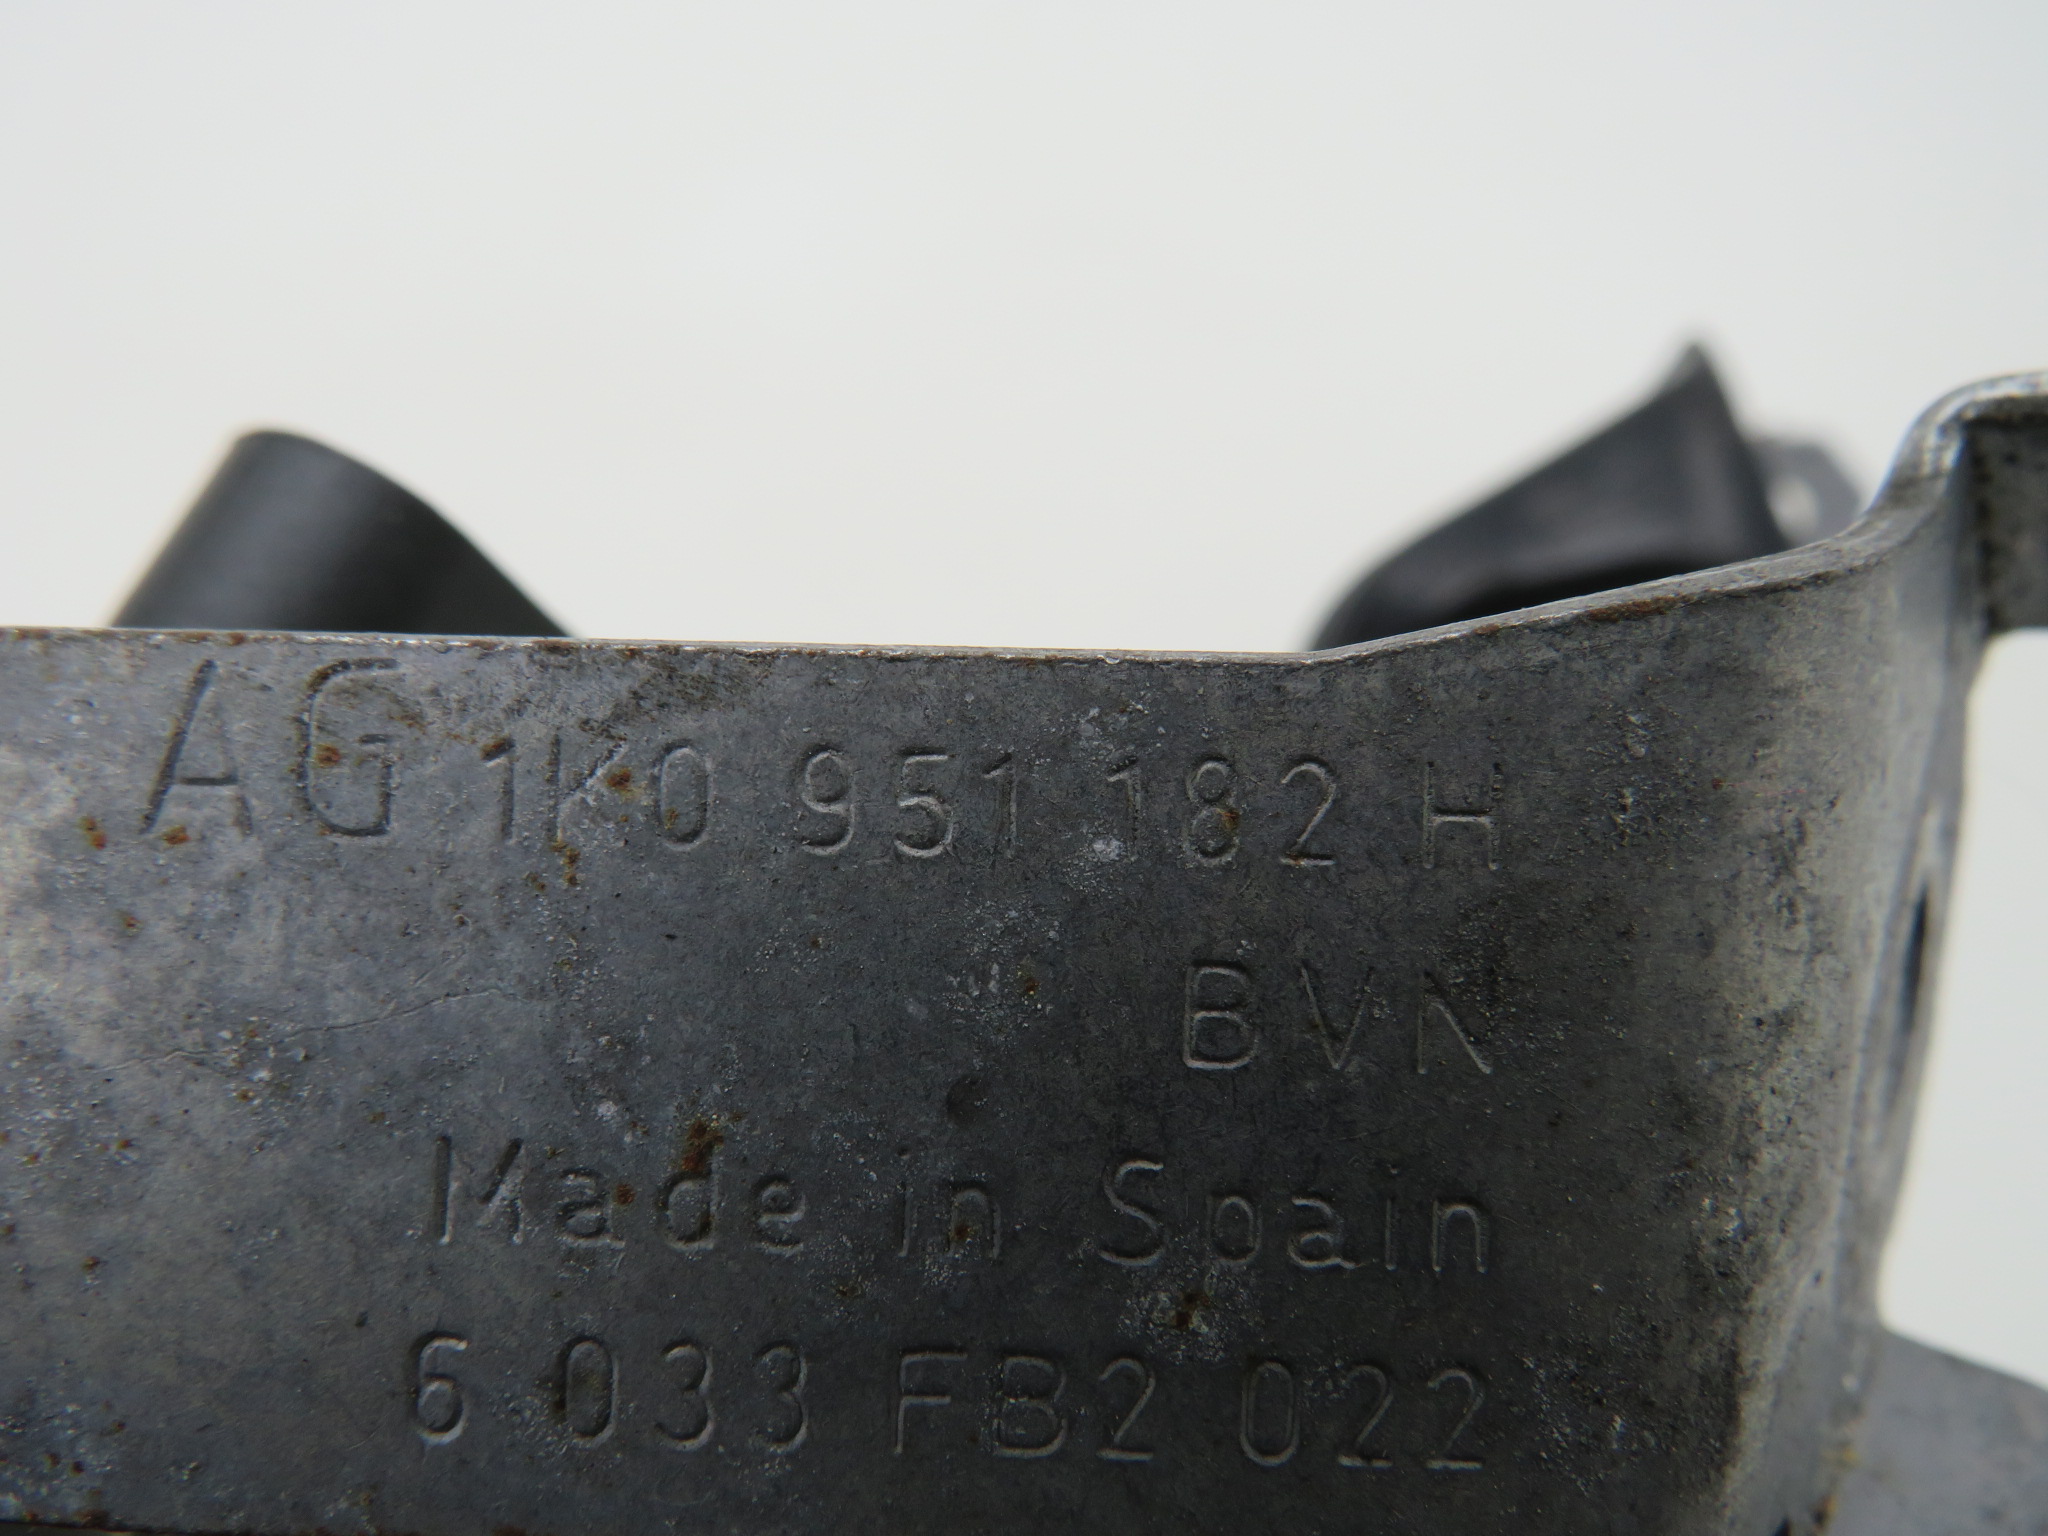 AG 1K0 951 182 H
BVN
Made in Spain
6 033 FB2 022